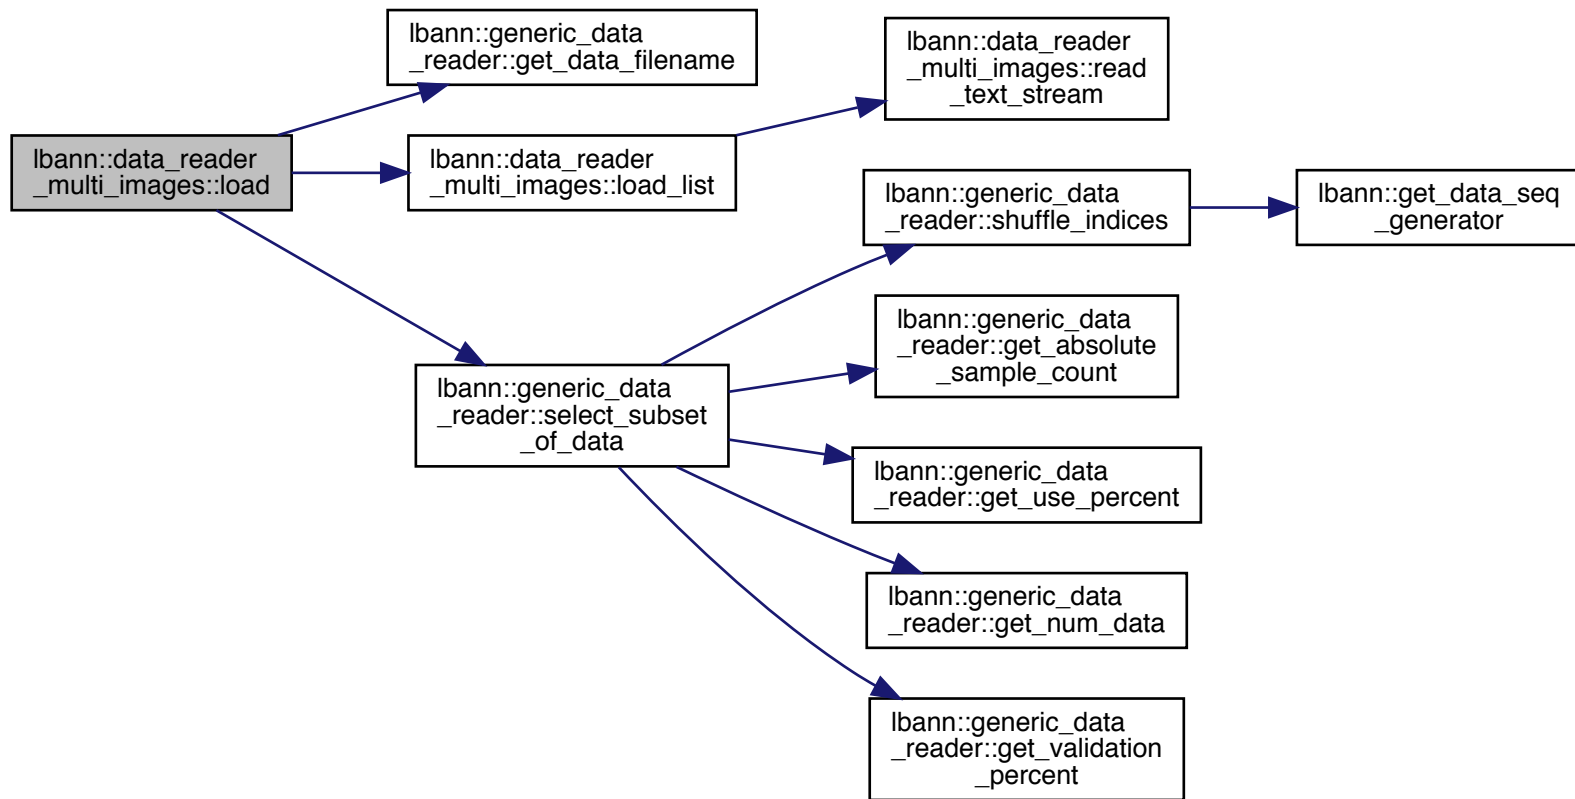 lbann::data_reader
_multi_images::load
lbann::generic_data
_reader::get_data_filename
lbann::data_reader
_multi_images::load_list
lbann::data_reader
_multi_images::read
_text_stream
lbann::generic_data
_reader::select_subset
_of_data
lbann::generic_data
_reader::shuffle_indices
lbann::get_data_seq
_generator
lbann::generic_data
_reader::get_absolute
_sample_count
lbann::generic_data
_reader::get_use_percent
lbann::generic_data
_reader::get_num_data
lbann::generic_data
_reader::get_validation
_percent